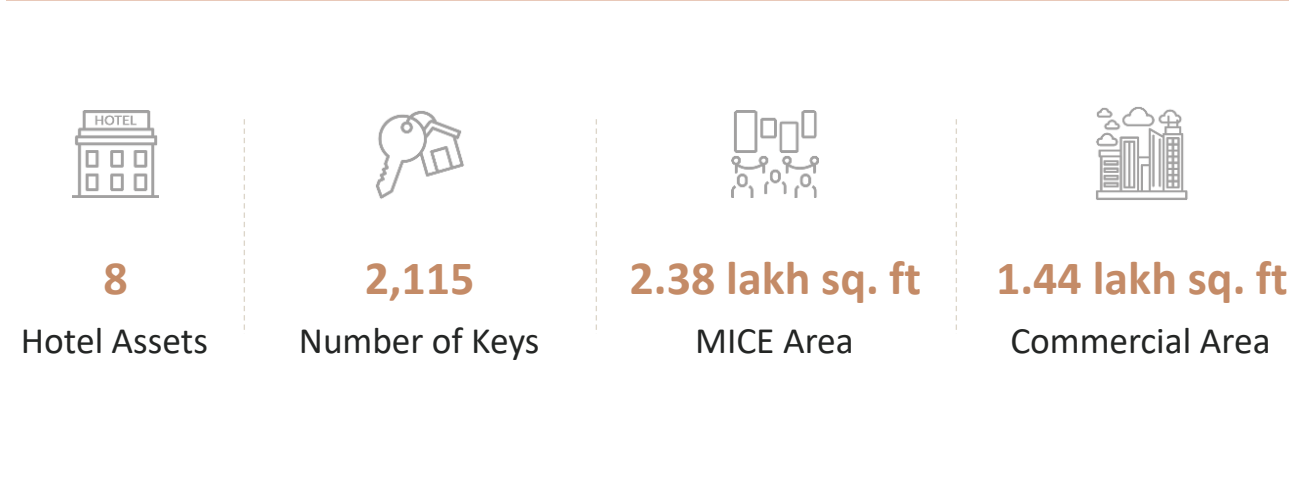 HOTEL
8
Hotel Assets
2,115
Number of Keys
2.38 lakh sq. ft
MICE Area
1.44 lakh sq. ft
Commercial Area